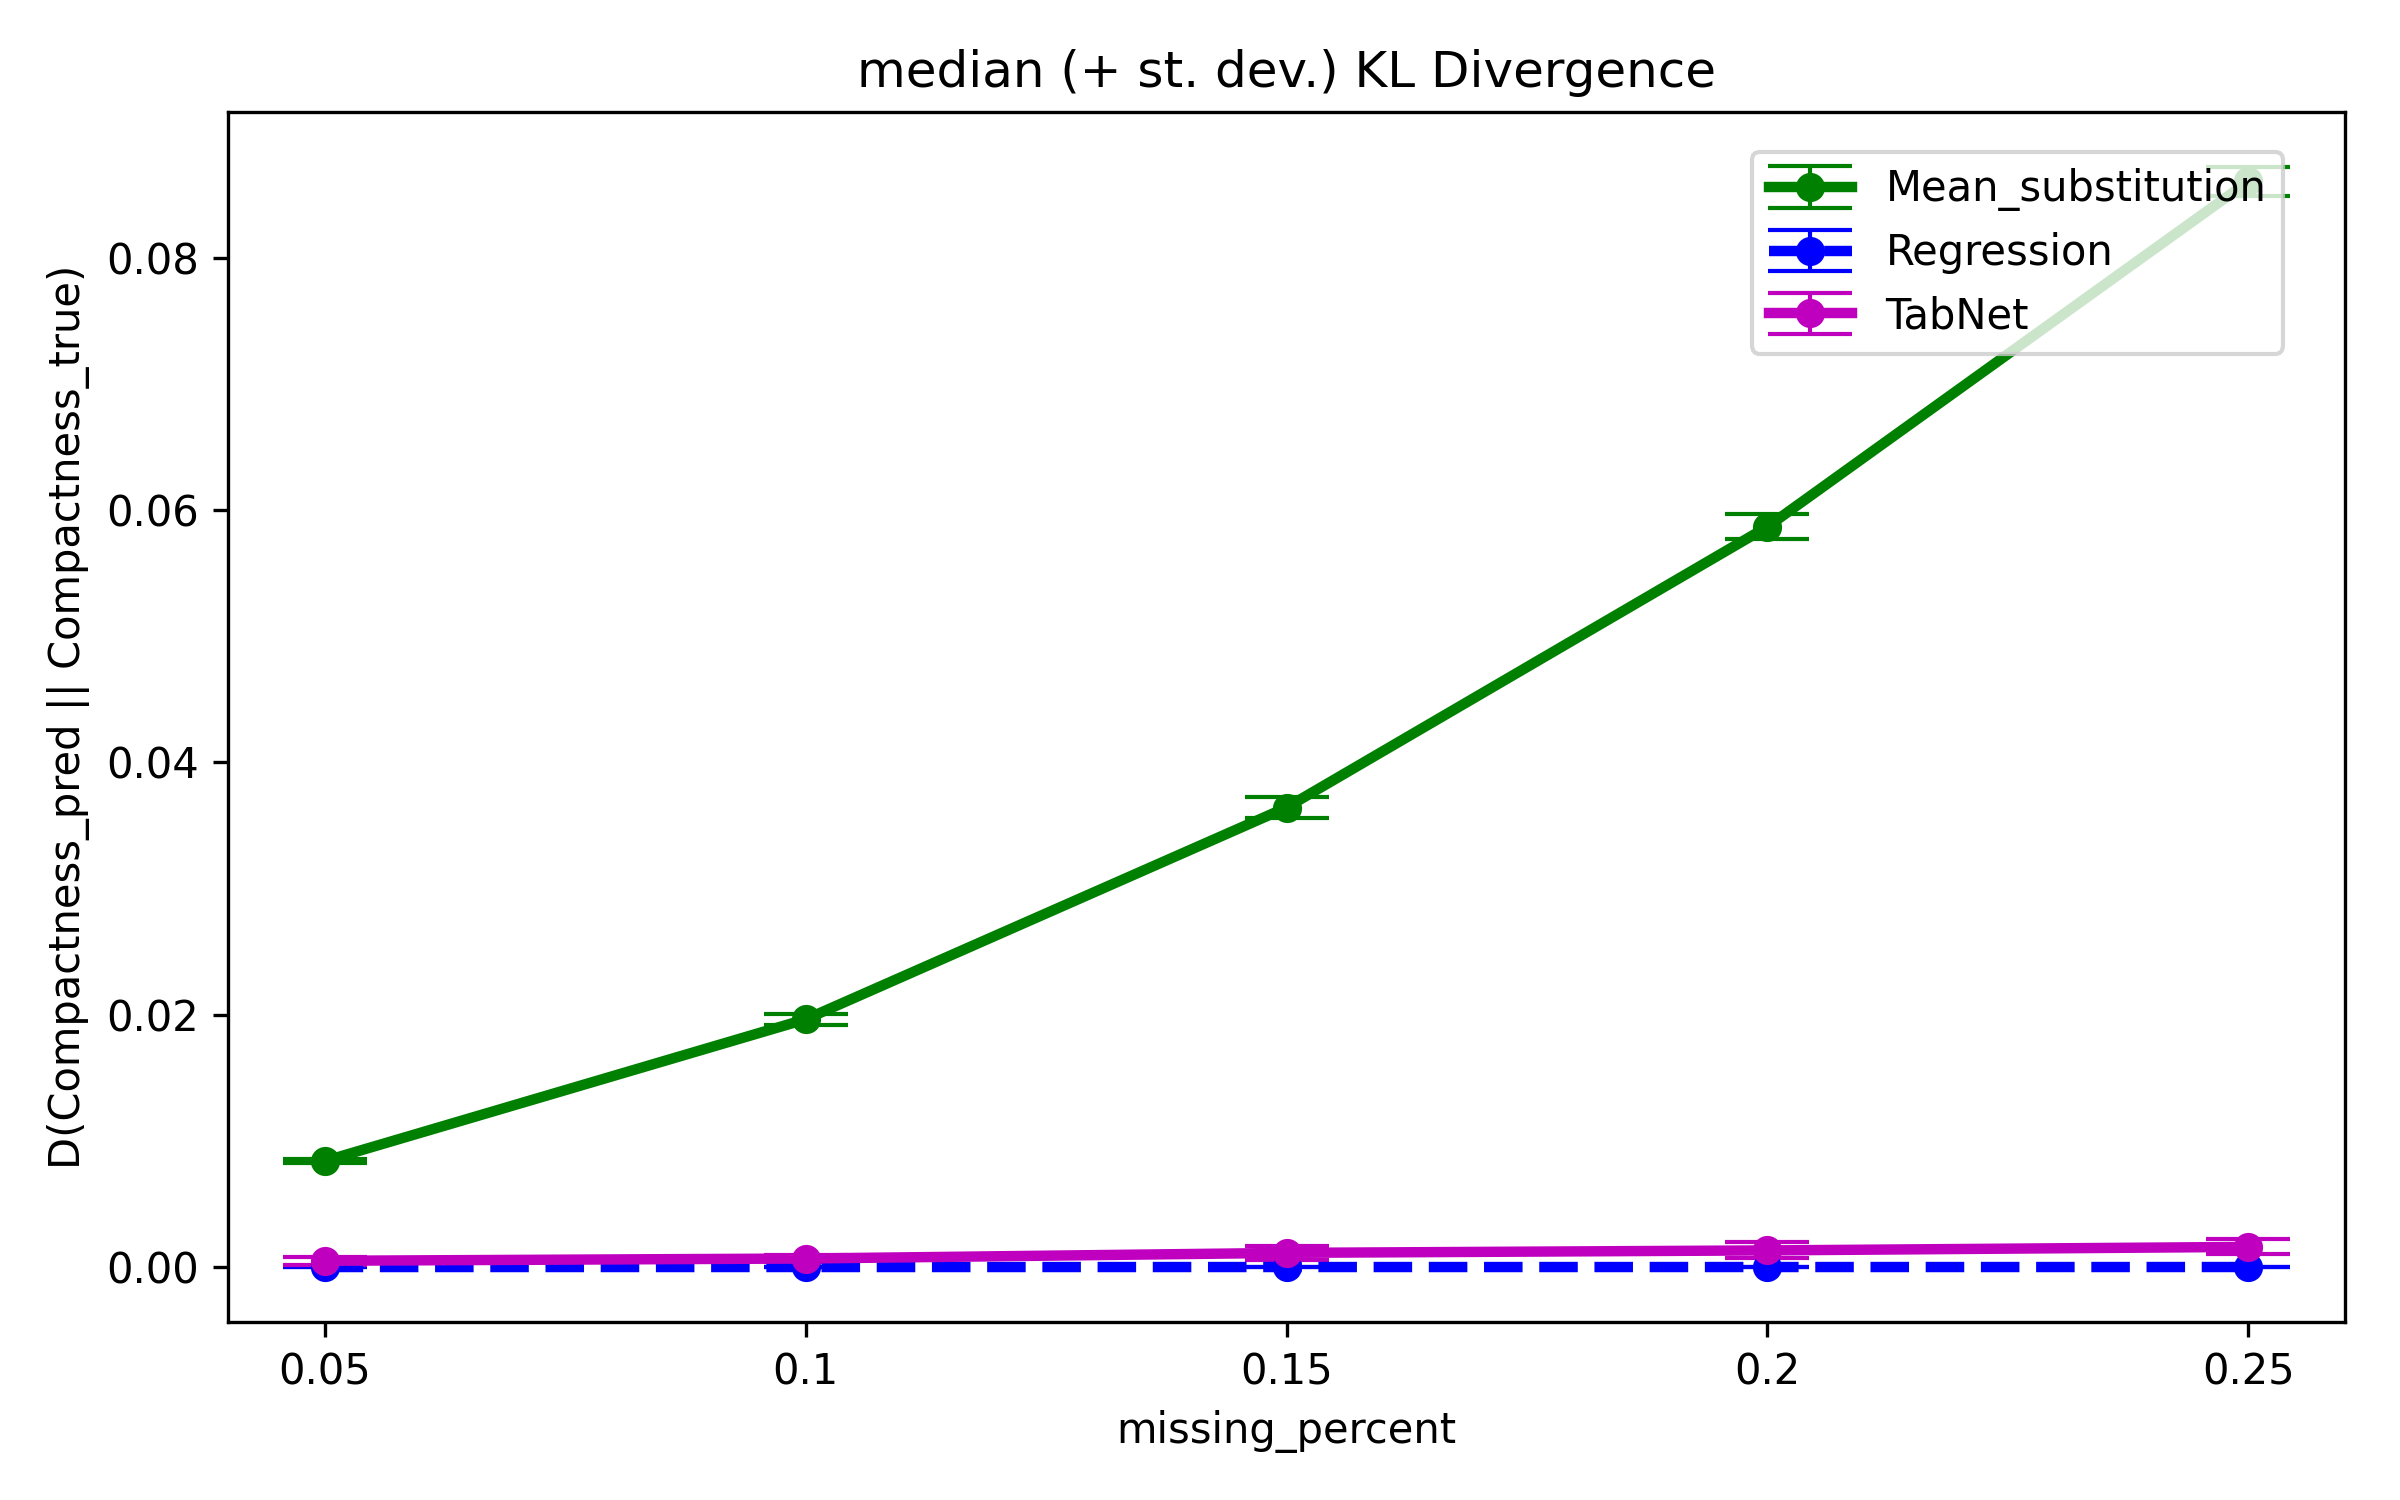 median (+ st. dev.) KL Divergence
Mean_substitution
Regression
TabNet
D(Compactness_pred || Compactness_true)
0.08
0.06
0.04
0.02
0.00
0.05 0.1 0.15 0.2 0.25
missing_percent